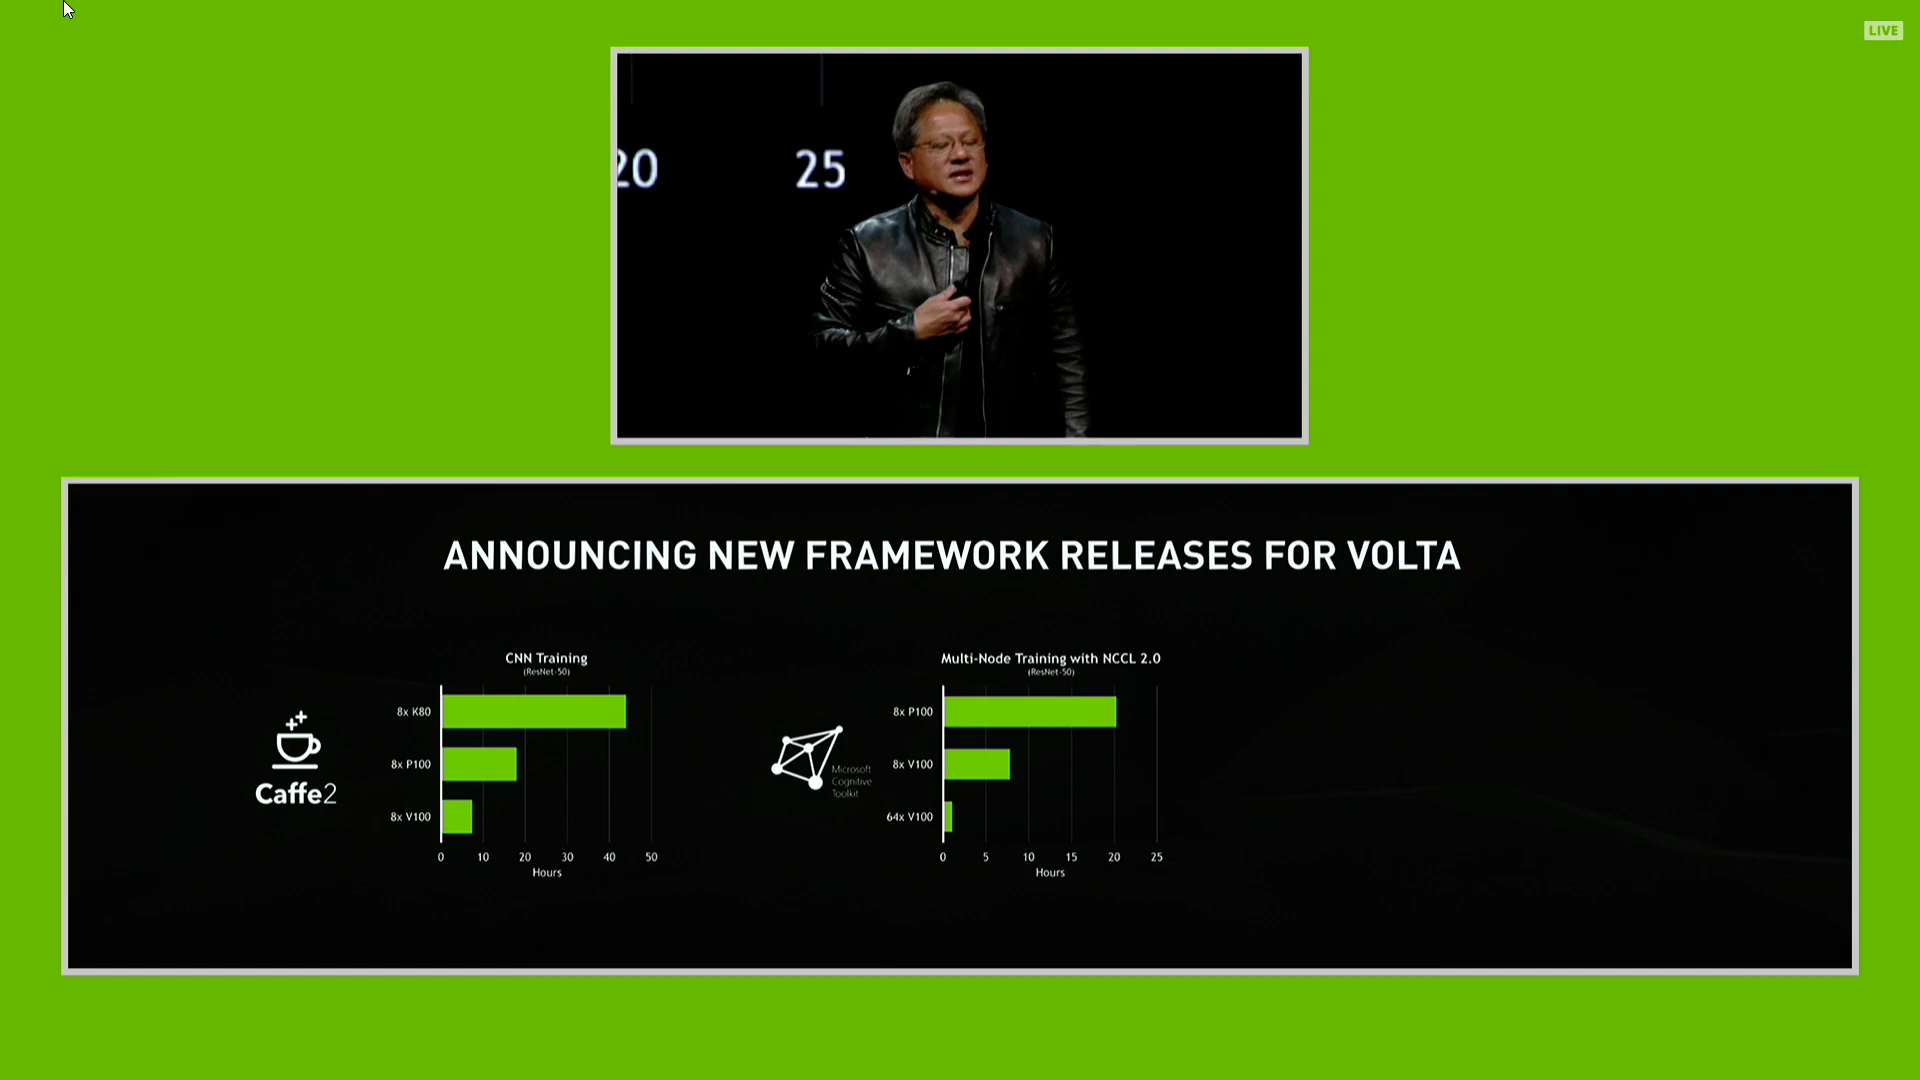 LIVE
20 25
ANNOUNCING NEW FRAMEWORK RELEASES FOR VOLTA
CNN Training
(ResNet-50)
8x K80
8x P100
8x V100
0 10 20 30 40 50
Hours
Caffe2
Multi-Node Training with NCCL 2.0
(ResNet-50)
8x P100
8x V100
64x V100
0 5 10 15 20 25
Hours
Microsoft
Cognitive
Toolkit